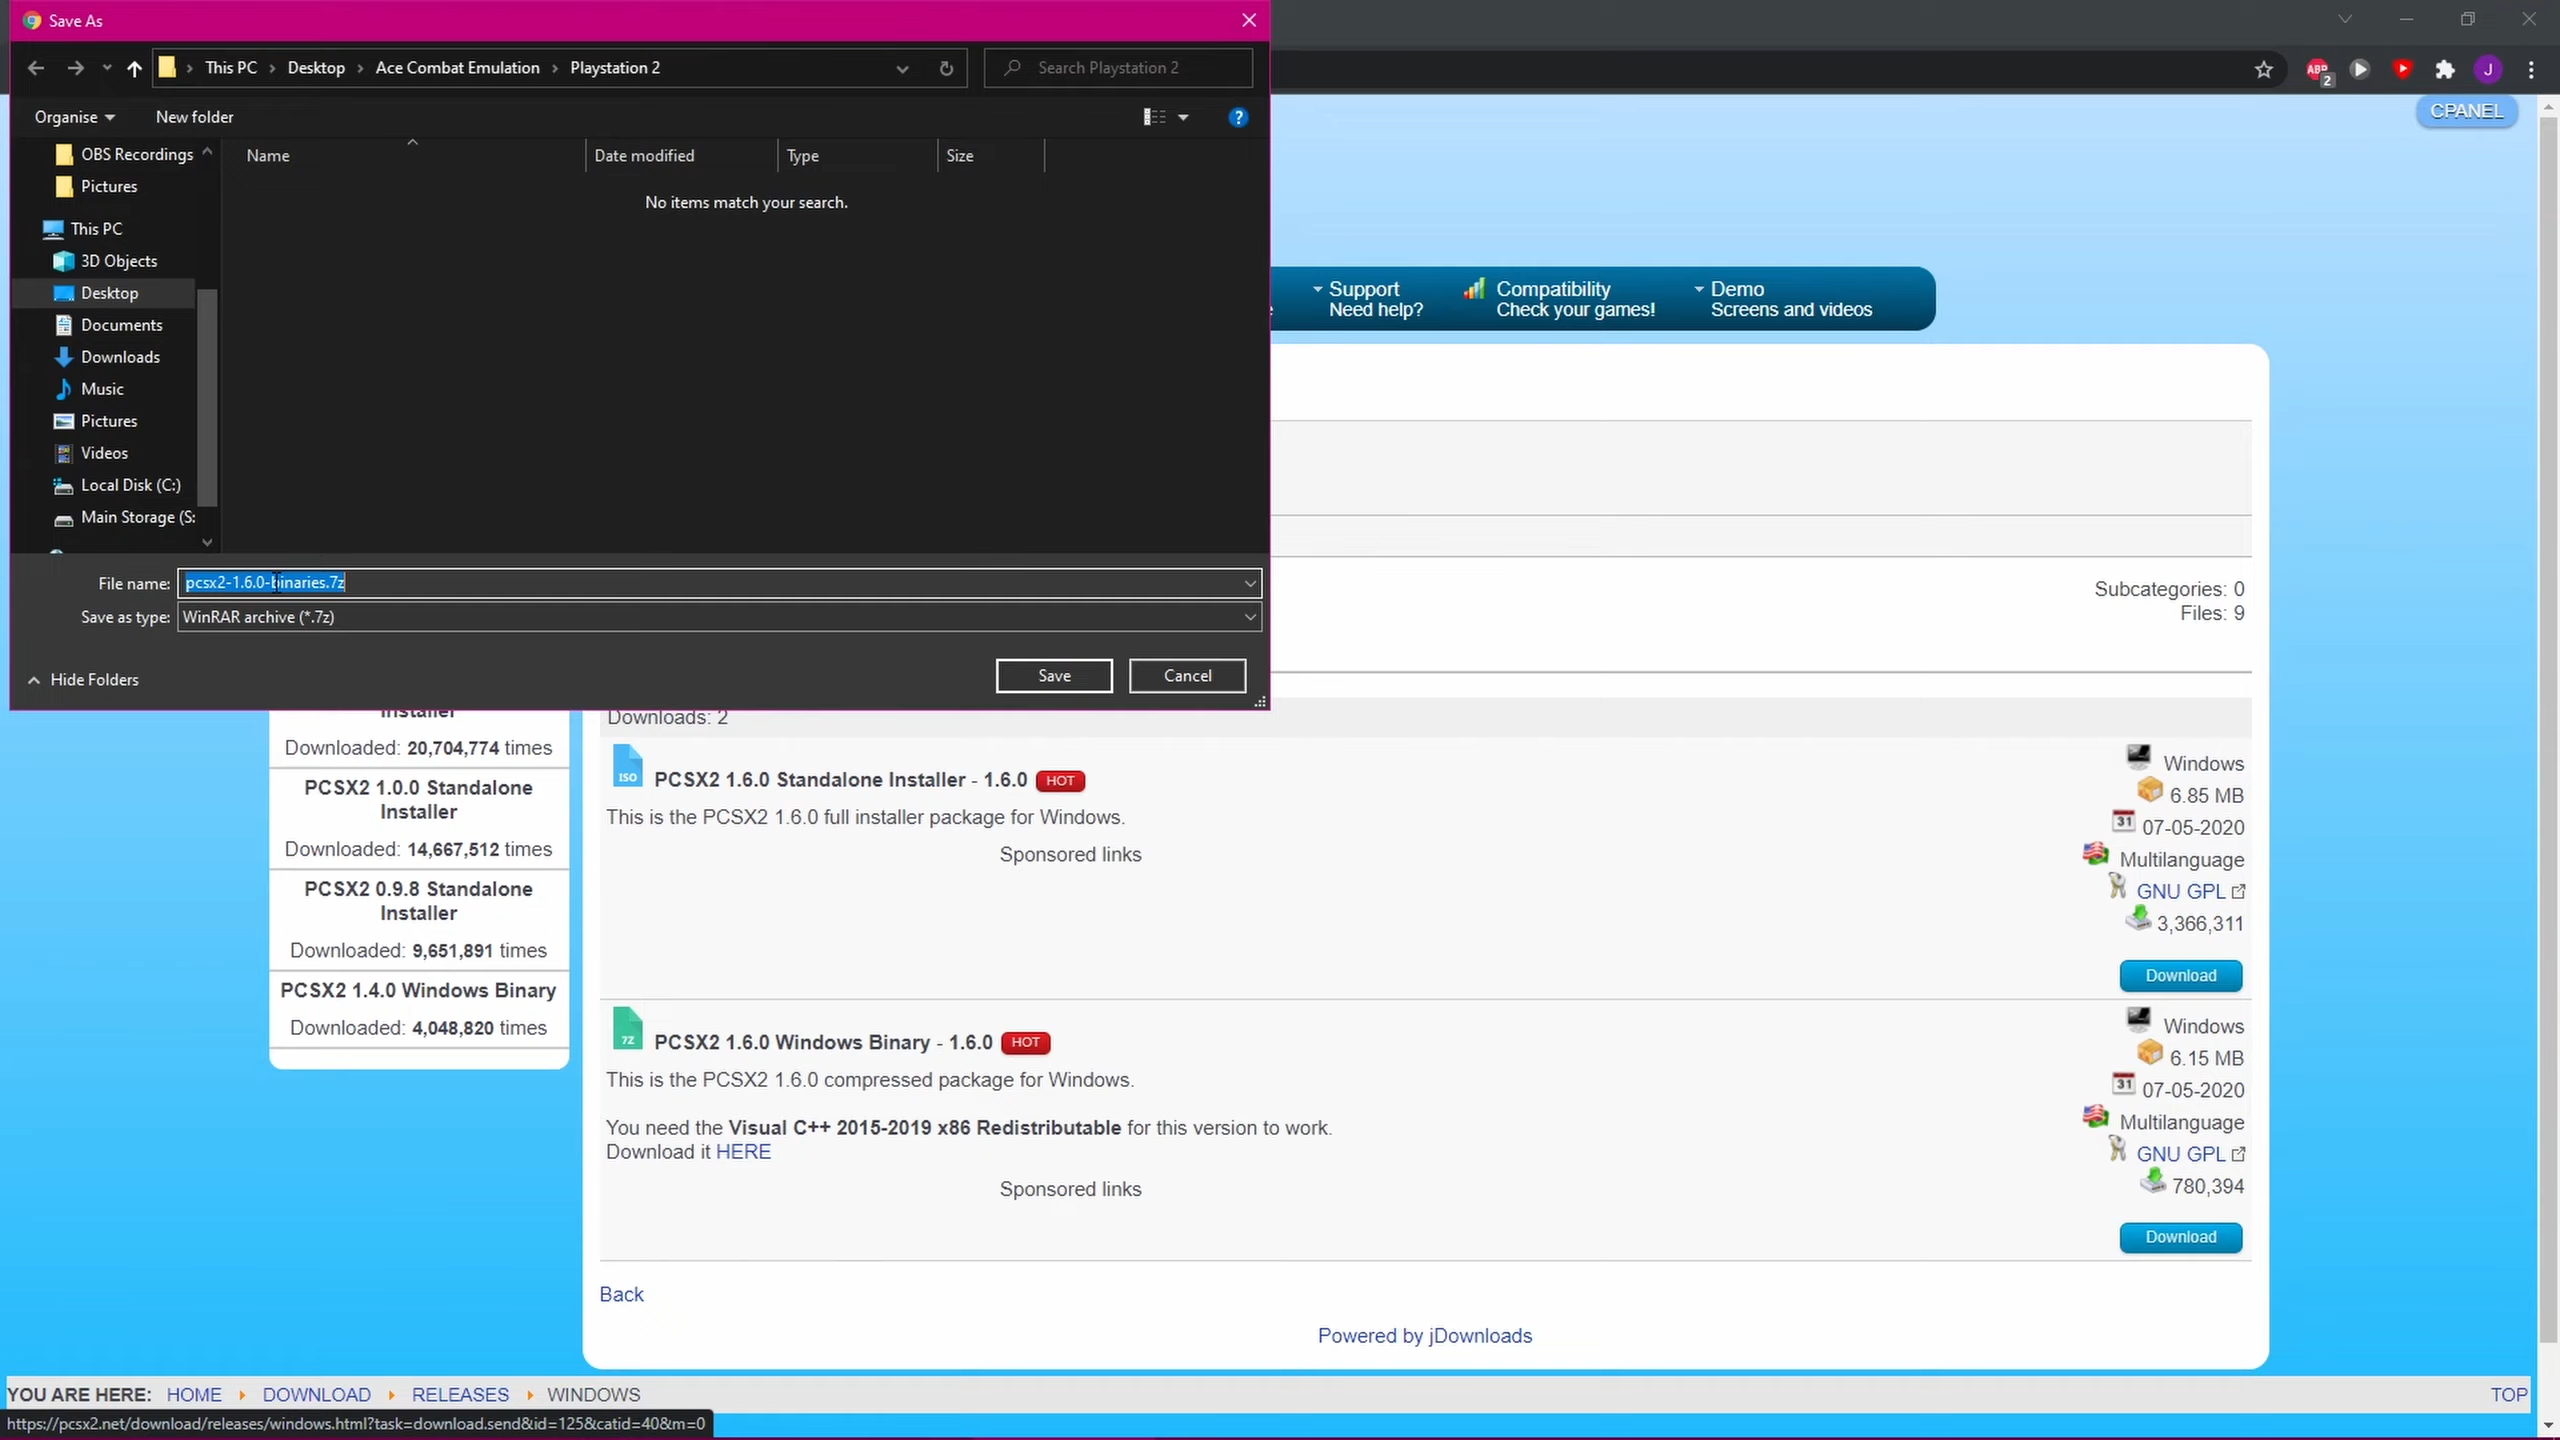 Save As
This PC
Desktop
Ace Combat Emulation
Playstation 2
Search Playstation 2
ABP
2
J
Organise
New folder
?
CPANEL
OBS Recordings
Pictures
This PC
3D Objects
Desktop
Documents
Downloads
Music
Pictures
Videos
Local Disk (C:)
Main Storage (S:
Name
Date modified
Type
Size
No items match your search.
Support
Need help?
Compatibility
Check your games!
Demo
Screens and videos
File name:
pcsx2-1.6.0-binaries.7z
Save as type:
WinRAR archive (*.7z)
Hide Folders
Save
Cancel
Subcategories: 0
Files: 9
Installer
Downloaded: 20,704,774 times
PCSX2 1.0.0 Standalone
Installer
Downloaded: 14,667,512 times
PCSX2 0.9.8 Standalone
Installer
Downloaded: 9,651,891 times
PCSX2 1.4.0 Windows Binary
Downloaded: 4,048,820 times
Downloads: 2
ISO
PCSX2 1.6.0 Standalone Installer - 1.6.0
HOT
This is the PCSX2 1.6.0 full installer package for Windows.
Sponsored links
Windows
6.85 MB
31
07-05-2020
Multilanguage
GNU GPL
3,366,311
Download
7Z
PCSX2 1.6.0 Windows Binary - 1.6.0
HOT
This is the PCSX2 1.6.0 compressed package for Windows.
You need the Visual C++ 2015-2019 x86 Redistributable for this version to work.
Download it HERE
Sponsored links
Windows
6.15 MB
31
07-05-2020
Multilanguage
GNU GPL
780,394
Download
Back
Powered by jDownloads
YOU ARE HERE:
HOME
DOWNLOAD
RELEASES
WINDOWS
TOP
https://pcsx2.net/download/releases/windows.html?task=download.send&id=125&catid=40&m=0